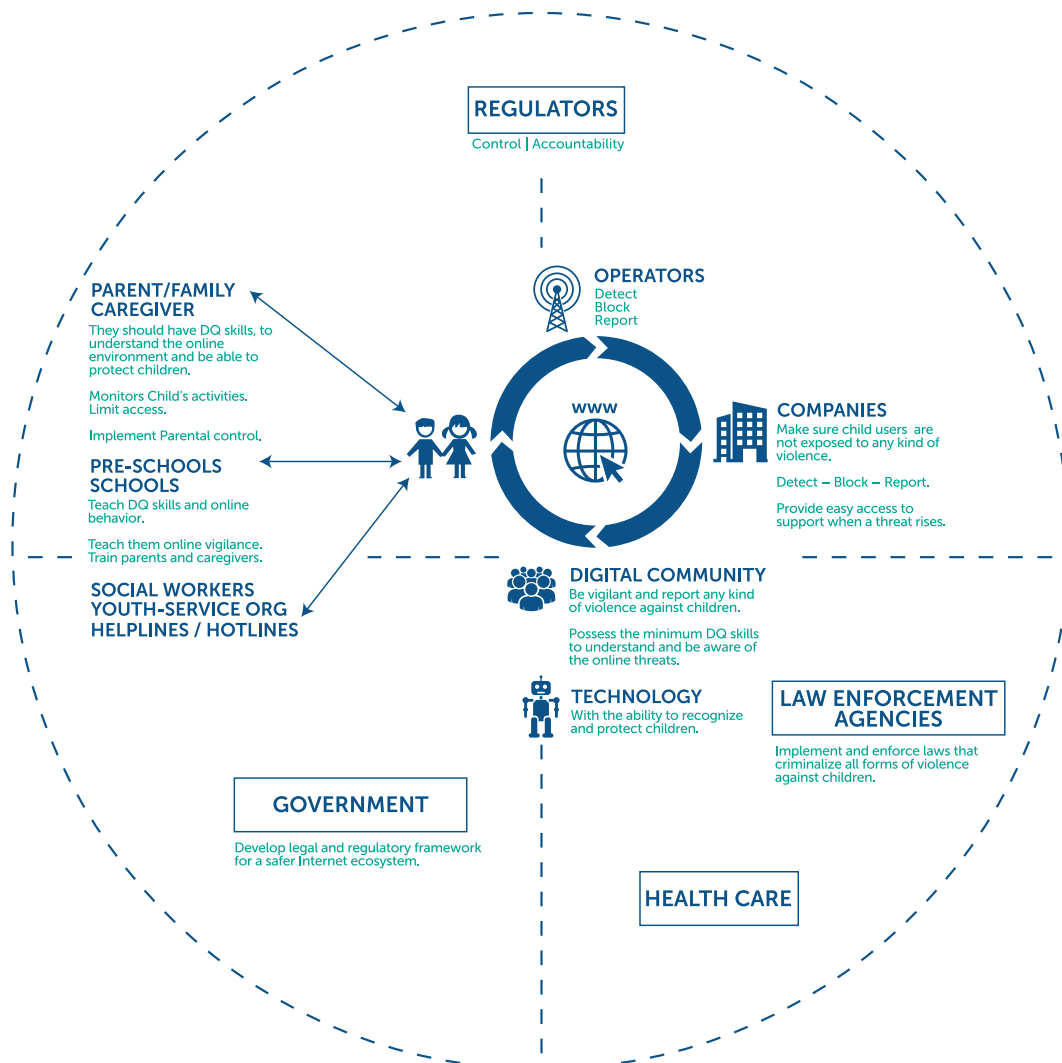 REGULATORS
Control | Accountability
OPERATORS
Detect
Block
Report
PARENT/FAMILY
CAREGIVER
They should have DQ skills, to
understand the online
environment and be able to
protect children.
Monitors Child's activities.
Limit access.
Implement Parental control.
PRE-SCHOOLS
SCHOOLS
Teach DQ skills and online
behavior.
Teach them online vigilance.
Train parents and caregivers.
SOCIAL WORKERS
YOUTH-SERVICE ORG
HELPLINES / HOTLINES
www
COMPANIES
Make sure child users are
not exposed to any kind of
violence.
Detect – Block – Report.
Provide easy access to
support when a threat rises.
DIGITAL COMMUNITY
Be vigilant and report any kind
of violence against children.
Possess the minimum DQ skills
to understand and be aware of
the online threats.
TECHNOLOGY
With the ability to recognize
and protect children.
LAW ENFORCEMENT
AGENCIES
Implement and enforce laws that
criminalize all forms of violence
against children.
GOVERNMENT
Develop legal and regulatory framework
for a safer Internet ecosystem.
HEALTH CARE